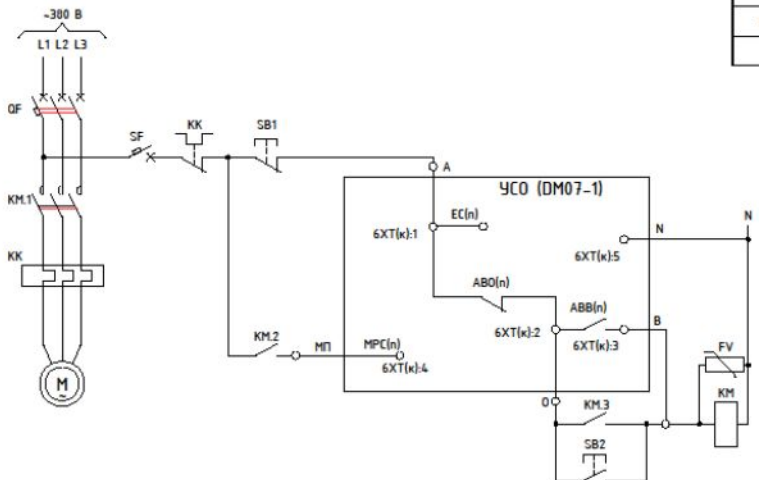 ~380 В
L1 L2 L3
QF
SF
KK
SB1
A
УСО (DM07-1)
EC(п)
6XT(к):1
N
N
6XT(к):5
KM.1
KK
АВО(п)
АВВ(п)
B
6XT(к):2
6XT(к):3
KM.2
МП
МРС(п)
6XT(к):4
FV
KM
M
~
O
KM.3
SB2